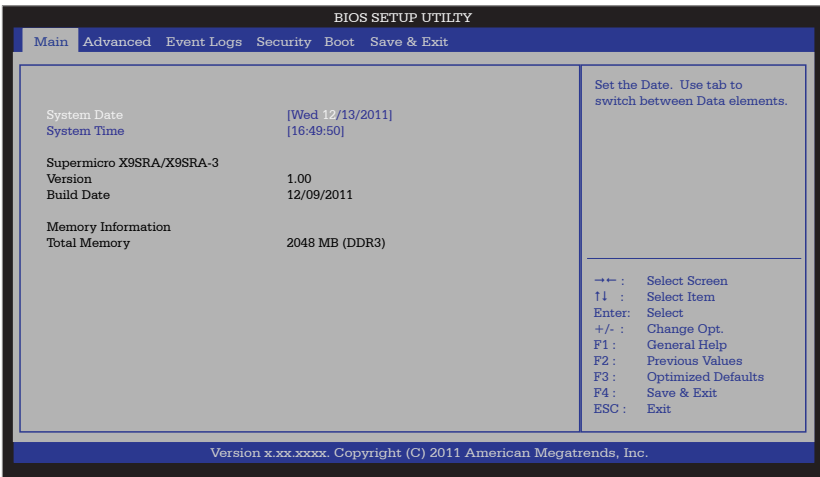 BIOS SETUP UTILTY
Main Advanced Event Logs Security Boot Save & Exit
System Date [Wed 12/13/2011]
System Time [16:49:50]
Supermicro X9SRA/X9SRA-3
Version 1.00
Build Date 12/09/2011
Memory Information
Total Memory 2048 MB (DDR3)
Set the Date. Use tab to
switch between Data elements.
→← : Select Screen
↑↓ : Select Item
Enter: Select
+/- : Change Opt.
F1 : General Help
F2 : Previous Values
F3 : Optimized Defaults
F4 : Save & Exit
ESC : Exit
Version x.xx.xxxx. Copyright (C) 2011 American Megatrends, Inc.